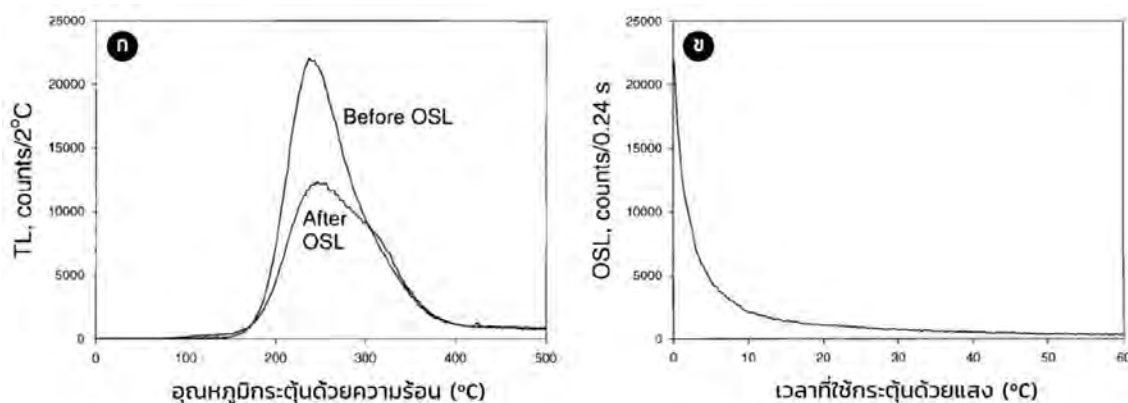 ก
25000
20000
15000
10000
5000
0
TL, counts/2°C
Before OSL
After
OSL
0 100 200 300 400 500
อุณหภูมิกระตุ้นด้วยความร้อน (°C)
ข
25000
20000
15000
10000
5000
0
OSL, counts/0.24 s
0 10 20 30 40 50 60
เวลาที่ใช้กระตุ้นด้วยแสง (°C)